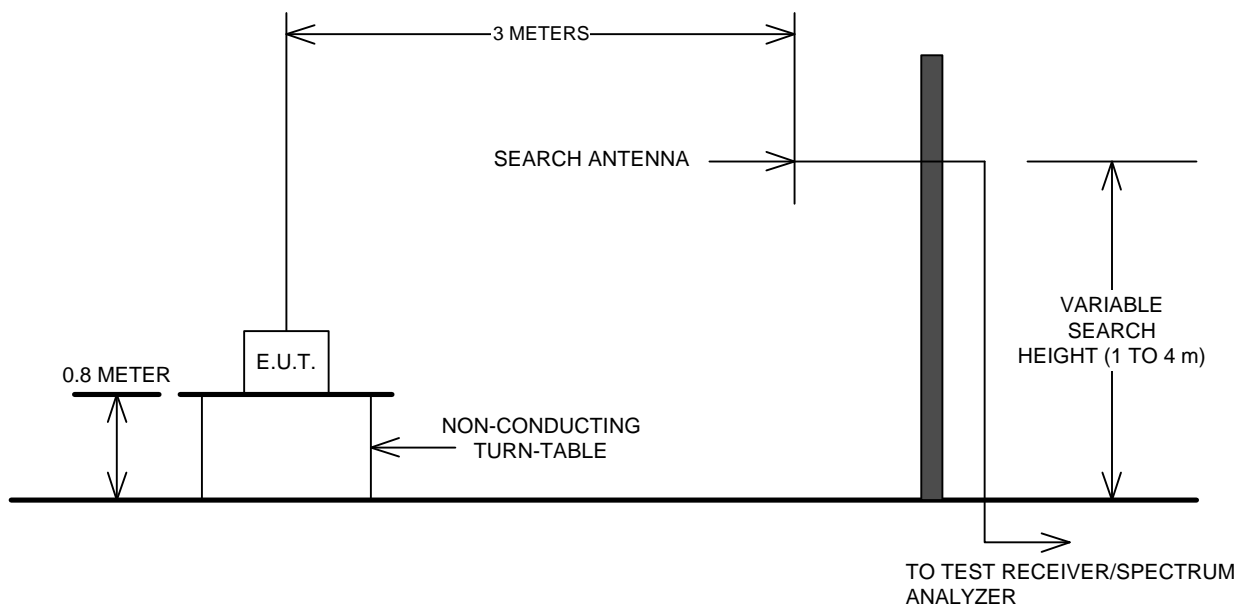 3 METERS
SEARCH ANTENNA
E.U.T.
0.8 METER
NON-CONDUCTING
TURN-TABLE
VARIABLE
SEARCH
HEIGHT (1 TO 4 m)
TO TEST RECEIVER/SPECTRUM
ANALYZER